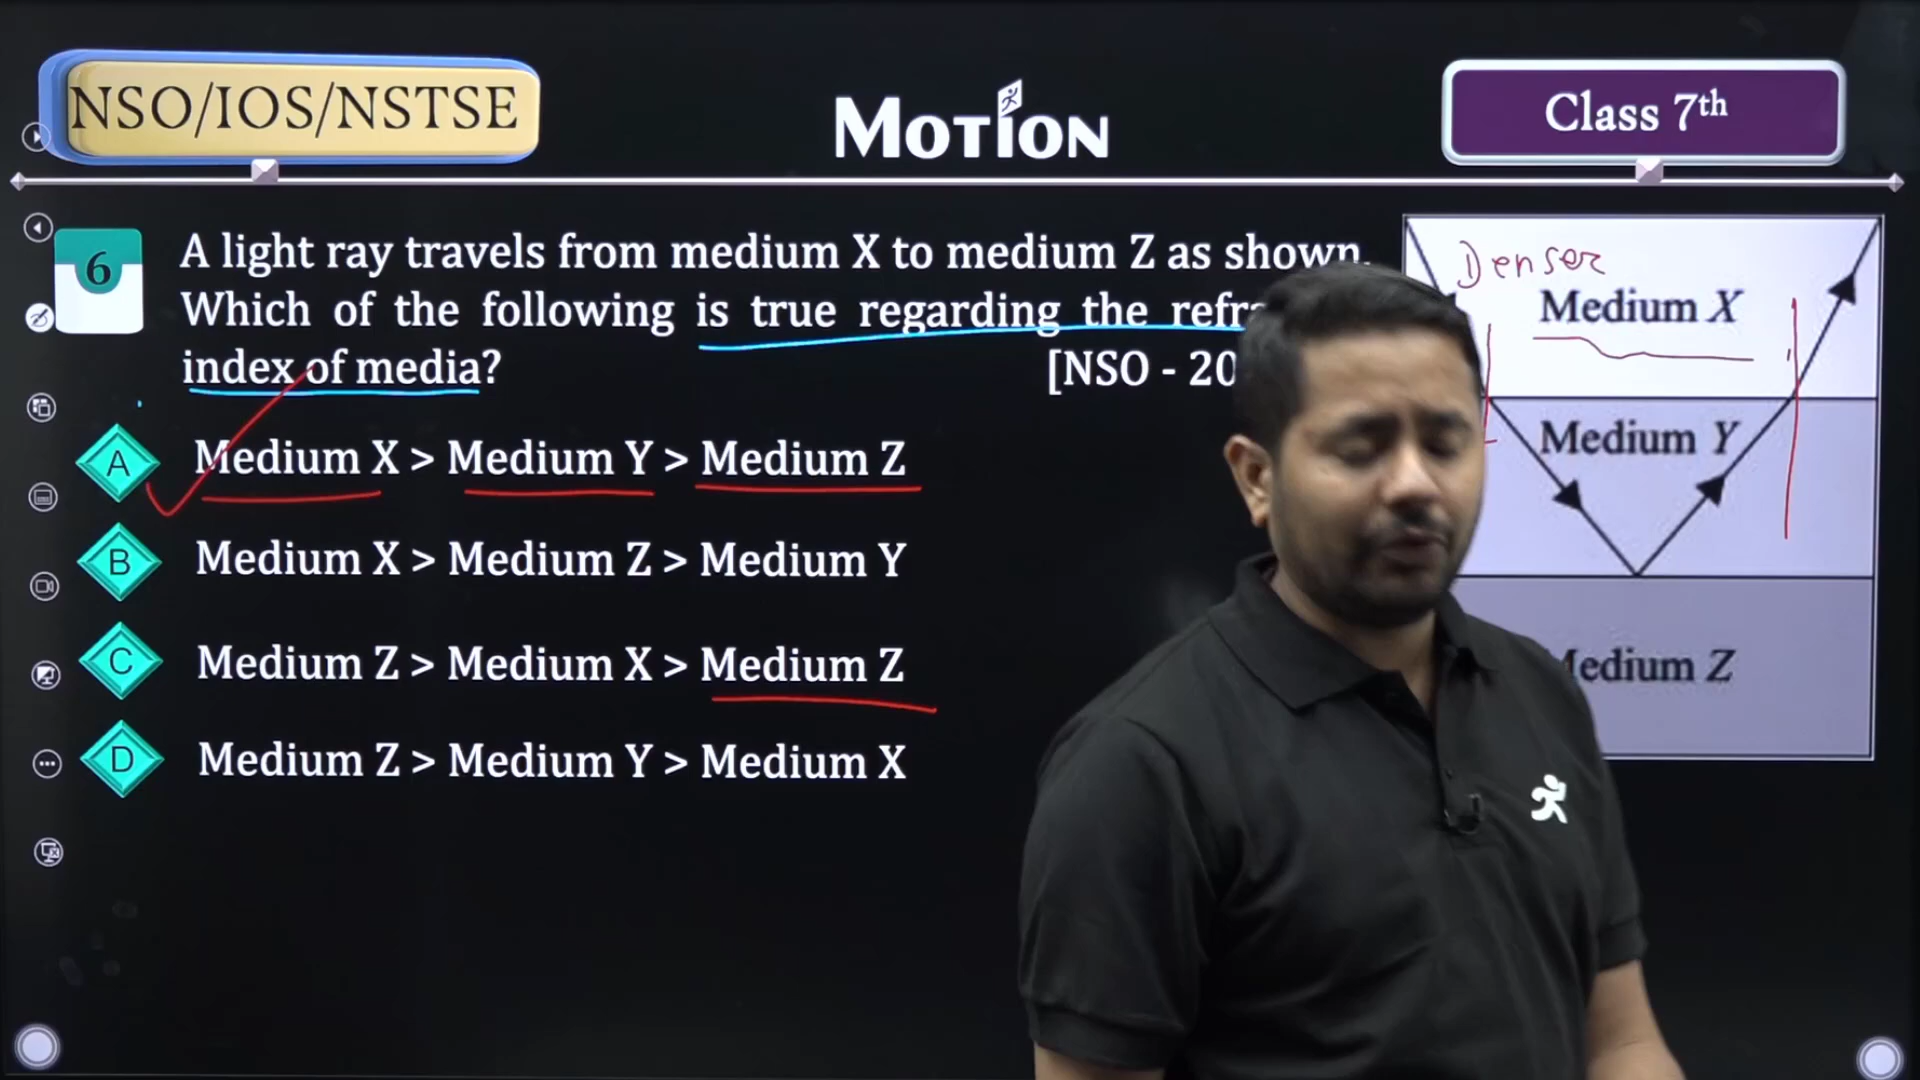 NSO/IOS/NSTSE
MOTION
Class 7th
6
A light ray travels from medium X to medium Z as shown.
Which of the following is true regarding the
index of media?
[NSO - 20
A Medium X > Medium Y > Medium Z
B Medium X > Medium Z > Medium Y
C Medium Z > Medium X > Medium Z
D Medium Z > Medium Y > Medium X
Denser
Medium X
Medium Y
Medium Z